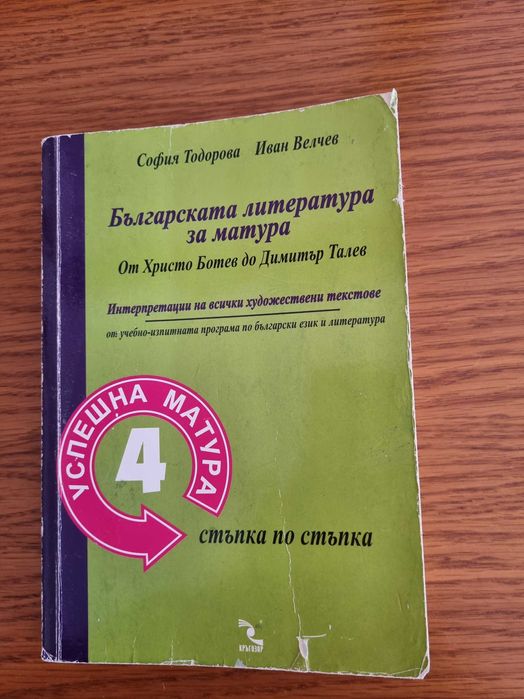 София Тодорова Иван Велчев
Българската литература
за матура
От Христо Ботев до Димитър Талев
Интерпретации на всички художествени текстове
от учебно-изпитната програма по български език и литература
УСПЕШНА МАТУРА
4
стъпка по стъпка
КРЪГОЗОР